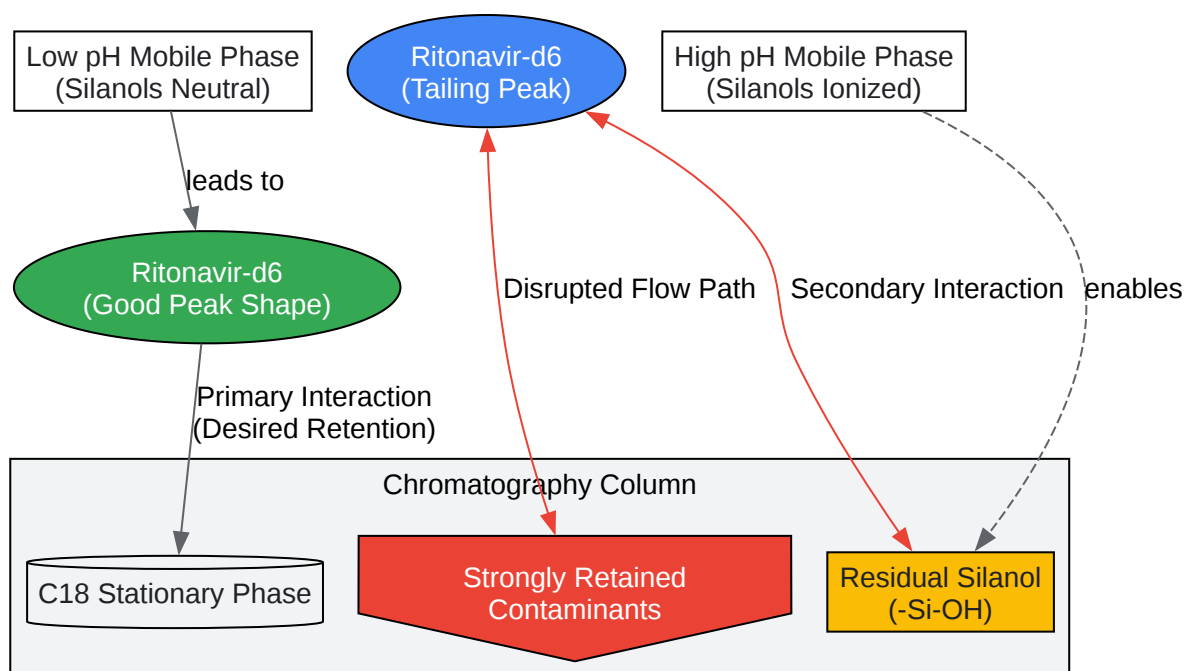 Low pH Mobile Phase
(Silanols Neutral)
Ritonavir-d6
(Tailing Peak)
High pH Mobile Phase
(Silanols Ionized)
leads to
Ritonavir-d6
(Good Peak Shape)
Disrupted Flow Path
Secondary Interaction
enables
Primary Interaction
(Desired Retention)
Chromatography Column
C18 Stationary Phase
Strongly Retained
Contaminants
Residual Silanol
(-Si-OH)